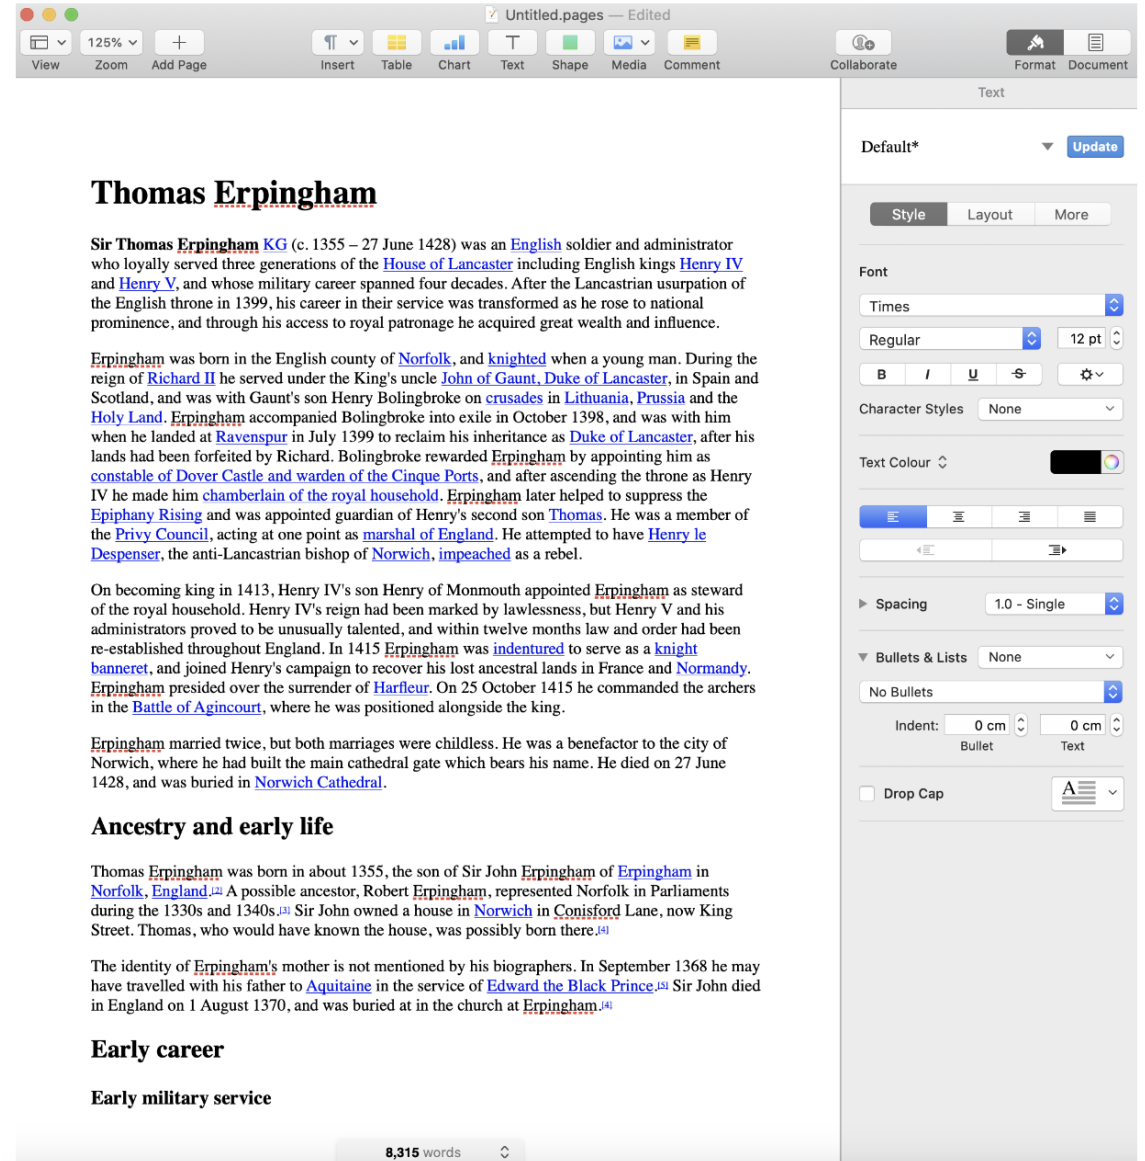 Untitled.pages — Edited
125%
View
Zoom
Add Page
Insert
Table
Chart
Text
Shape
Media
Comment
Collaborate
Format
Document
Thomas Erpingham
Sir Thomas Erpingham KG (c. 1355 – 27 June 1428) was an English soldier and administrator
who loyally served three generations of the House of Lancaster including English kings Henry IV
and Henry V, and whose military career spanned four decades. After the Lancastrian usurpation of
the English throne in 1399, his career in their service was transformed as he rose to national
prominence, and through his access to royal patronage he acquired great wealth and influence.
Erpingham was born in the English county of Norfolk, and knighted when a young man. During the
reign of Richard II he served under the King's uncle John of Gaunt, Duke of Lancaster, in Spain and
Scotland, and was with Gaunt's son Henry Bolingbroke on crusades in Lithuania, Prussia and the
Holy Land. Erpingham accompanied Bolingbroke into exile in October 1398, and was with him
when he landed at Ravenspur in July 1399 to reclaim his inheritance as Duke of Lancaster, after his
lands had been forfeited by Richard. Bolingbroke rewarded Erpingham by appointing him as
constable of Dover Castle and warden of the Cinque Ports, and after ascending the throne as Henry
IV he made him chamberlain of the royal household. Erpingham later helped to suppress the
Epiphany Rising and was appointed guardian of Henry's second son Thomas. He was a member of
the Privy Council, acting at one point as marshal of England. He attempted to have Henry le
Despenser, the anti-Lancastrian bishop of Norwich, impeached as a rebel.
On becoming king in 1413, Henry IV's son Henry of Monmouth appointed Erpingham as steward
of the royal household. Henry IV's reign had been marked by lawlessness, but Henry V and his
administrators proved to be unusually talented, and within twelve months law and order had been
re-established throughout England. In 1415 Erpingham was indentured to serve as a knight
banneret, and joined Henry's campaign to recover his lost ancestral lands in France and Normandy.
Erpingham presided over the surrender of Harfleur. On 25 October 1415 he commanded the archers
in the Battle of Agincourt, where he was positioned alongside the king.
Erpingham married twice, but both marriages were childless. He was a benefactor to the city of
Norwich, where he had built the main cathedral gate which bears his name. He died on 27 June
1428, and was buried in Norwich Cathedral.
Ancestry and early life
Thomas Erpingham was born in about 1355, the son of Sir John Erpingham of Erpingham in
Norfolk, England.[2] A possible ancestor, Robert Erpingham, represented Norfolk in Parliaments
during the 1330s and 1340s.[3] Sir John owned a house in Norwich in Conisford Lane, now King
Street. Thomas, who would have known the house, was possibly born there.[4]
The identity of Erpingham's mother is not mentioned by his biographers. In September 1368 he may
have travelled with his father to Aquitaine in the service of Edward the Black Prince.[5] Sir John died
in England on 1 August 1370, and was buried at in the church at Erpingham.[4]
Early career
Early military service
8,315 words
Text
Default*
Update
Style
Layout
More
Font
Times
Regular
12 pt
B I U S
Character Styles
None
Text Colour
Spacing
1.0 - Single
Bullets & Lists
None
No Bullets
Indent:
0 cm
0 cm
Bullet
Text
Drop Cap
A